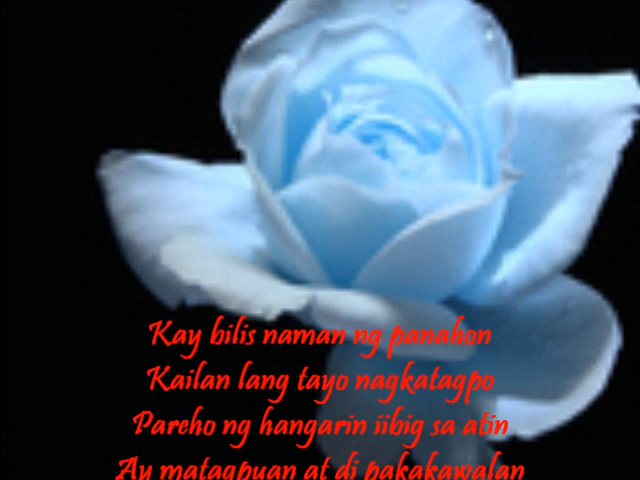 Kay bilis naman ng panahon
Kailan lang tayo nagkatagpo
Pareho ng hangarin iibig sa atin
Ay matagpuan at di pakakawalan